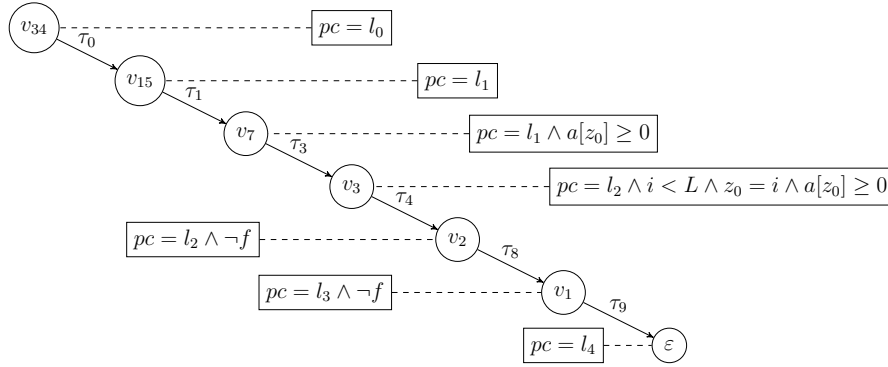 v₃₄ pc = l₀
τ₀
v₁₅ pc = l₁
τ₁
v₇ pc = l₁ ∧ a[z₀] ≥ 0
τ₃
v₃ pc = l₂ ∧ i < L ∧ z₀ = i ∧ a[z₀] ≥ 0
τ₄
pc = l₂ ∧ ¬f v₂
τ₈
pc = l₃ ∧ ¬f v₁
τ₉
pc = l₄ ε